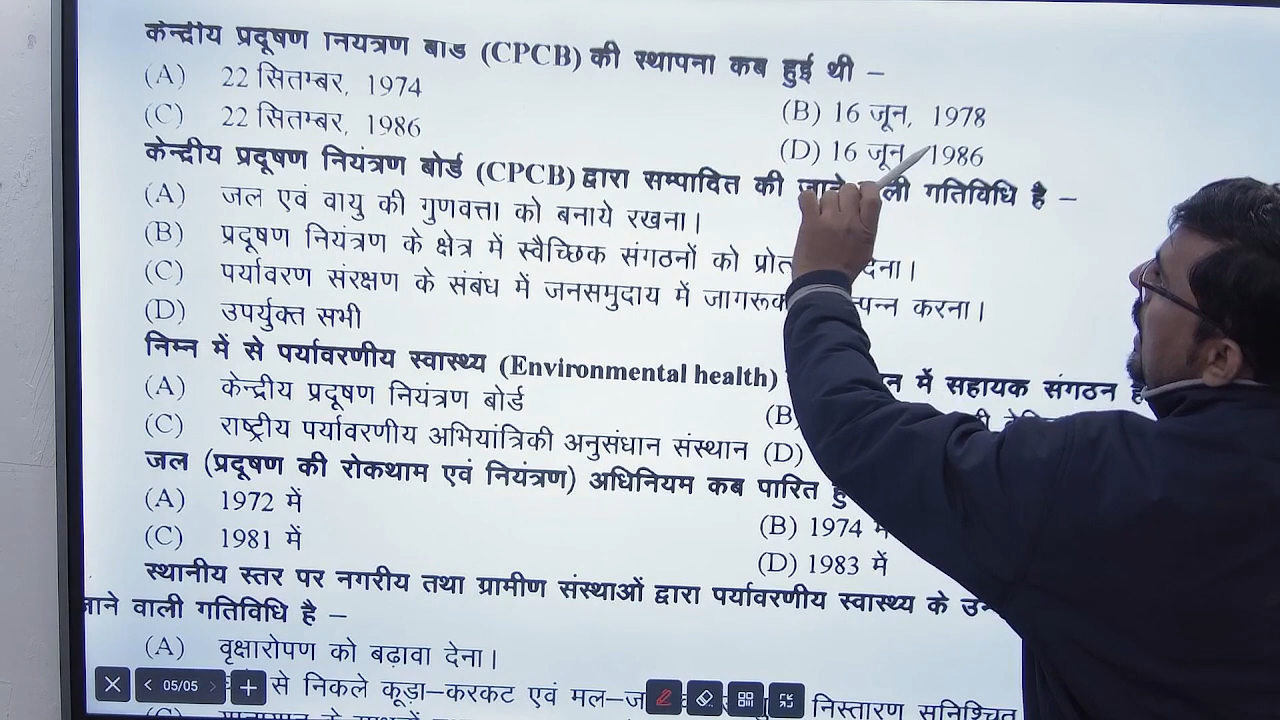 केन्द्रीय प्रदूषण नियंत्रण बोर्ड (CPCB) की स्थापना कब हुई थी –
(A) 22 सितम्बर, 1974
(B) 16 जून, 1978
(C) 22 सितम्बर, 1986
(D) 16 जून 1986
केन्द्रीय प्रदूषण नियंत्रण बोर्ड (CPCB) द्वारा सम्पादित की जाने ली गतिविधि है –
(A) जल एवं वायु की गुणवत्ता को बनाये रखना।
(B) प्रदूषण नियंत्रण के क्षेत्र में स्वैच्छिक संगठनों को देना।
(C) पर्यावरण संरक्षण के संबंध में जनसमुदाय में करना।
(D) उपर्युक्त सभी
निम्न में से पर्यावरणीय स्वास्थ्य (Environmental health) में सहायक संगठन
(A) केन्द्रीय प्रदूषण नियंत्रण बोर्ड
(B)
(C) राष्ट्रीय पर्यावरणीय अभियांत्रिकी अनुसंधान संस्थान (D)
जल (प्रदूषण की रोकथाम एवं नियंत्रण) अधिनियम कब पारित
(A) 1972 में
(B) 1974
(C) 1981 में
(D) 1983 में
स्थानीय स्तर पर नगरीय तथा ग्रामीण संस्थाओं द्वारा पर्यावरणीय स्वास्थ्य के
जाने वाली गतिविधि है –
(A) वृक्षारोपण को बढ़ावा देना।
से निकले कूड़ा–करकट एवं निस्तारण सुनिश्चित
05/05